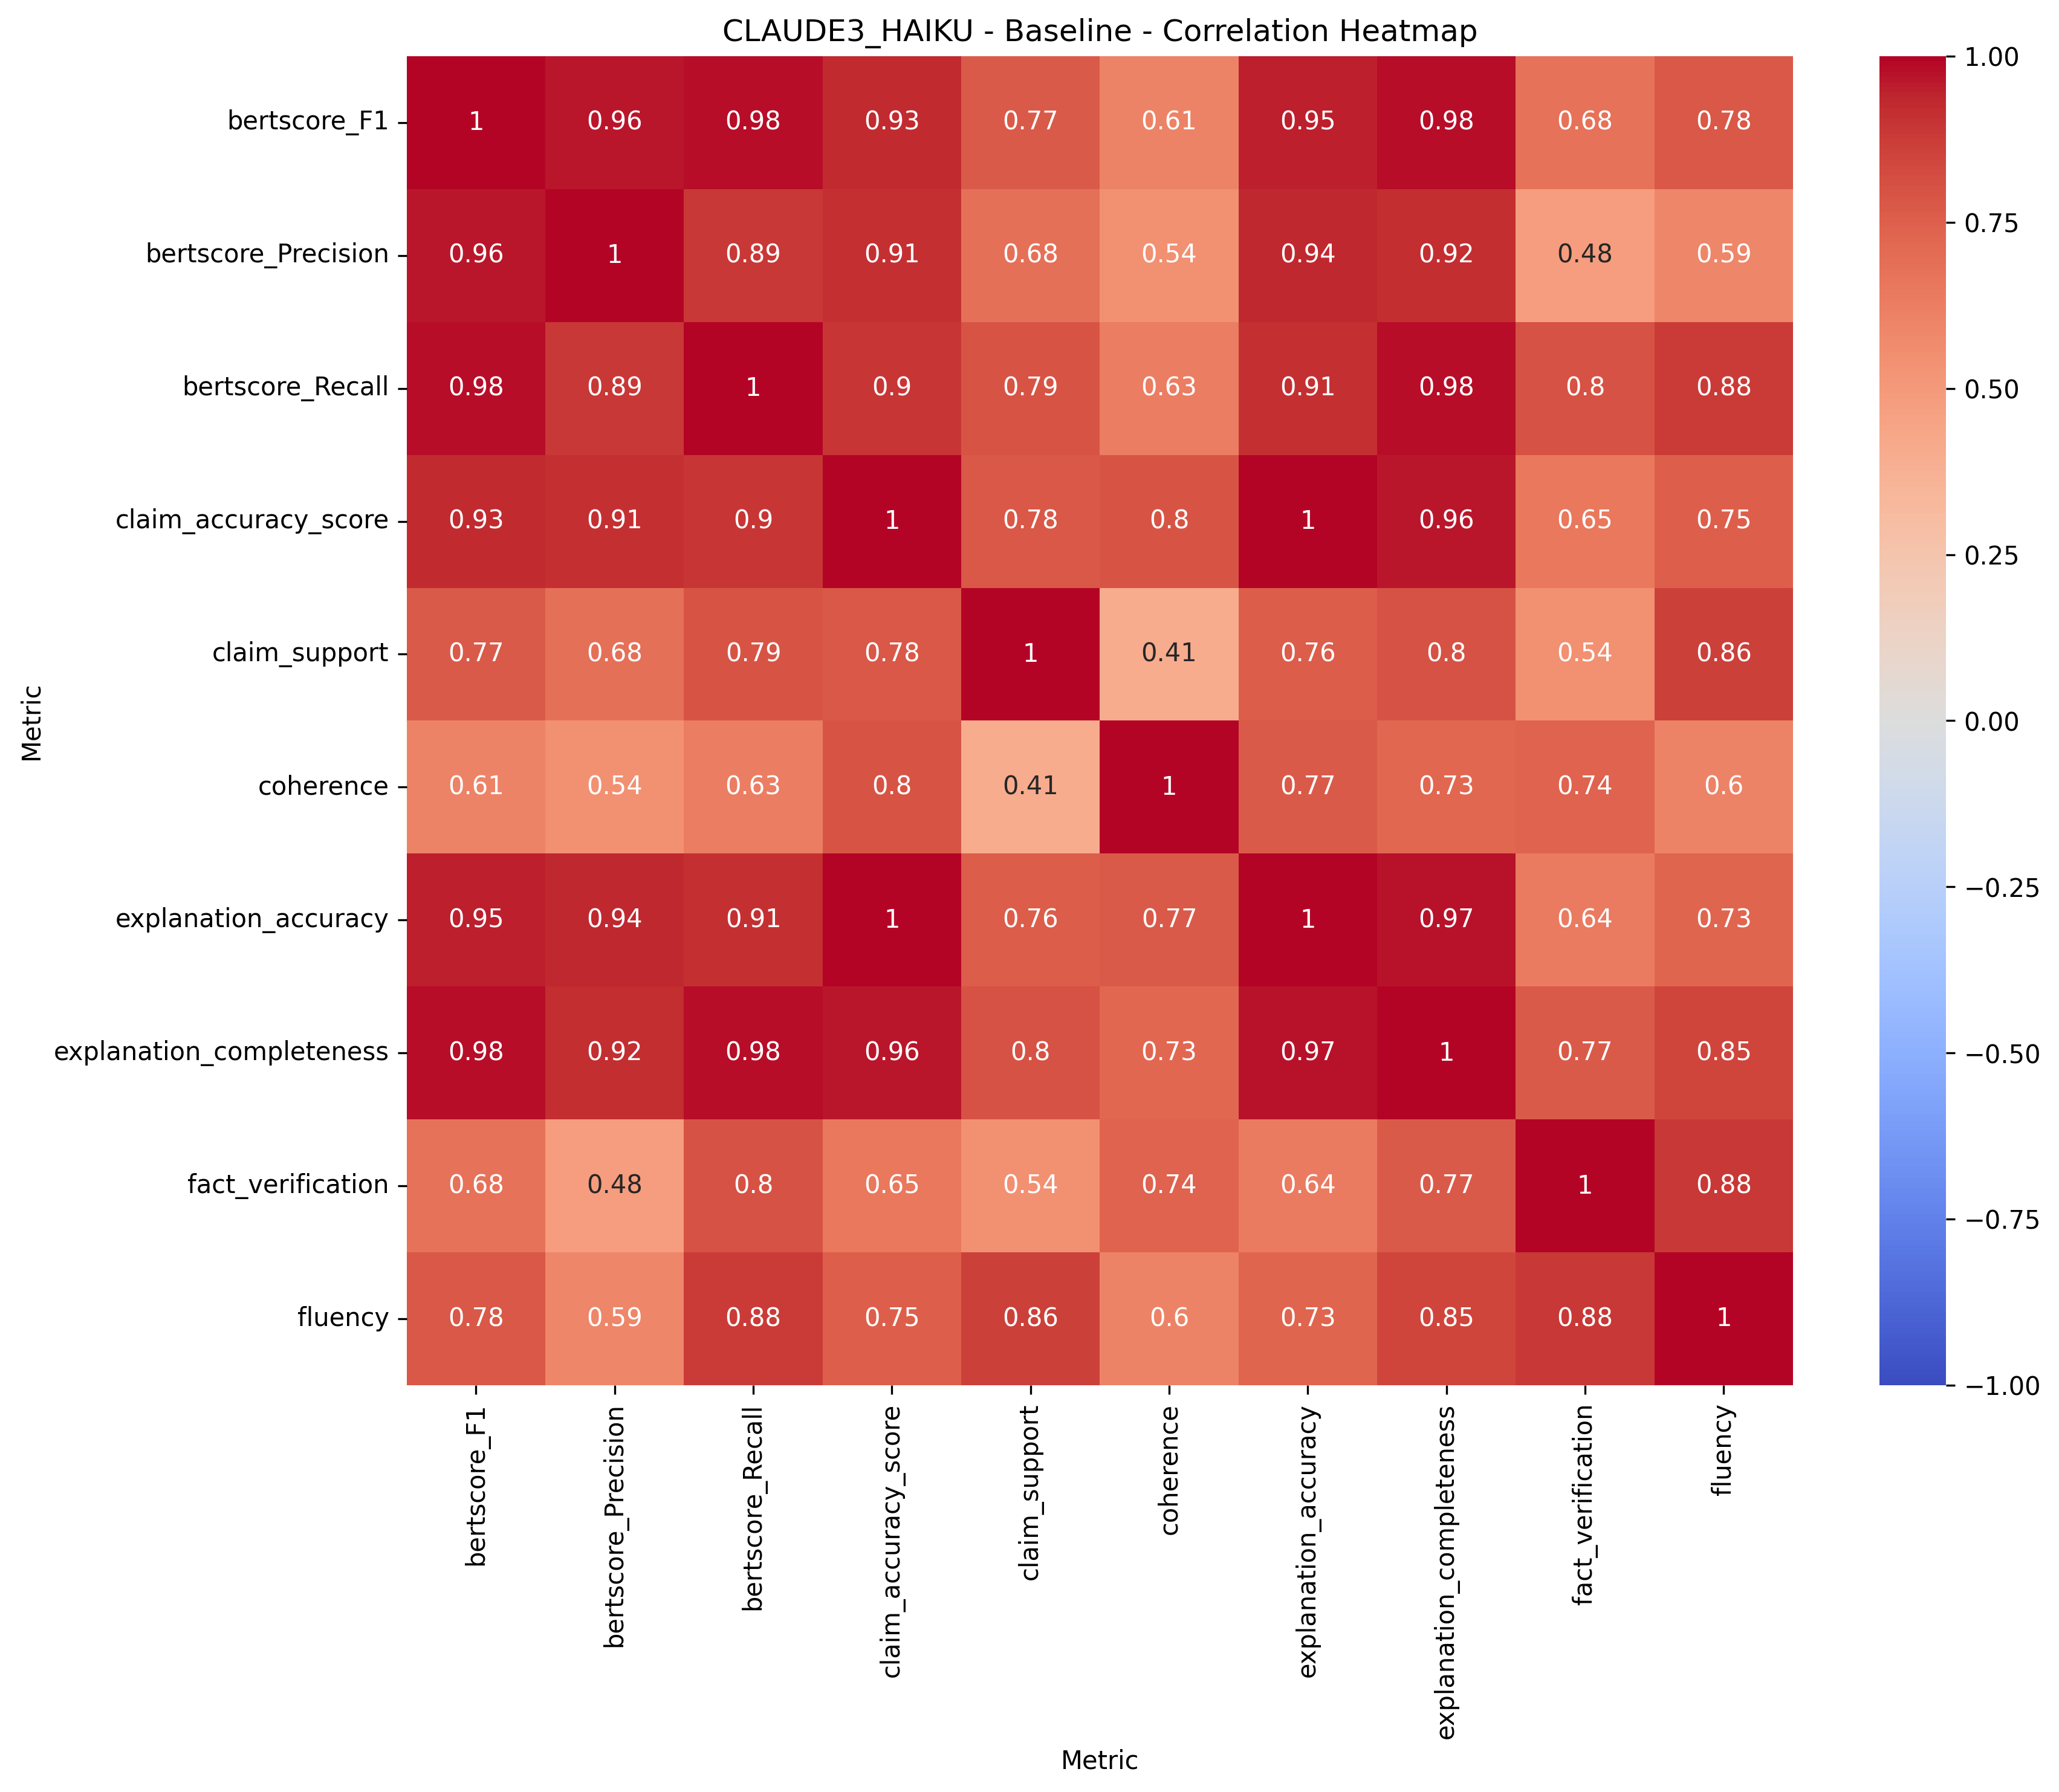 CLAUDE3_HAIKU - Baseline - Correlation Heatmap
bertscore_F1 1 0.96 0.98 0.93 0.77 0.61 0.95 0.98 0.68 0.78
bertscore_Precision 0.96 1 0.89 0.91 0.68 0.54 0.94 0.92 0.48 0.59
bertscore_Recall 0.98 0.89 1 0.9 0.79 0.63 0.91 0.98 0.8 0.88
claim_accuracy_score 0.93 0.91 0.9 1 0.78 0.8 1 0.96 0.65 0.75
claim_support 0.77 0.68 0.79 0.78 1 0.41 0.76 0.8 0.54 0.86
coherence 0.61 0.54 0.63 0.8 0.41 1 0.77 0.73 0.74 0.6
explanation_accuracy 0.95 0.94 0.91 1 0.76 0.77 1 0.97 0.64 0.73
explanation_completeness 0.98 0.92 0.98 0.96 0.8 0.73 0.97 1 0.77 0.85
fact_verification 0.68 0.48 0.8 0.65 0.54 0.74 0.64 0.77 1 0.88
fluency 0.78 0.59 0.88 0.75 0.86 0.6 0.73 0.85 0.88 1
Metric
bertscore_F1
bertscore_Precision
bertscore_Recall
claim_accuracy_score
claim_support
coherence
explanation_accuracy
explanation_completeness
fact_verification
fluency
Metric
1.00
0.75
0.50
0.25
0.00
−0.25
−0.50
−0.75
−1.00